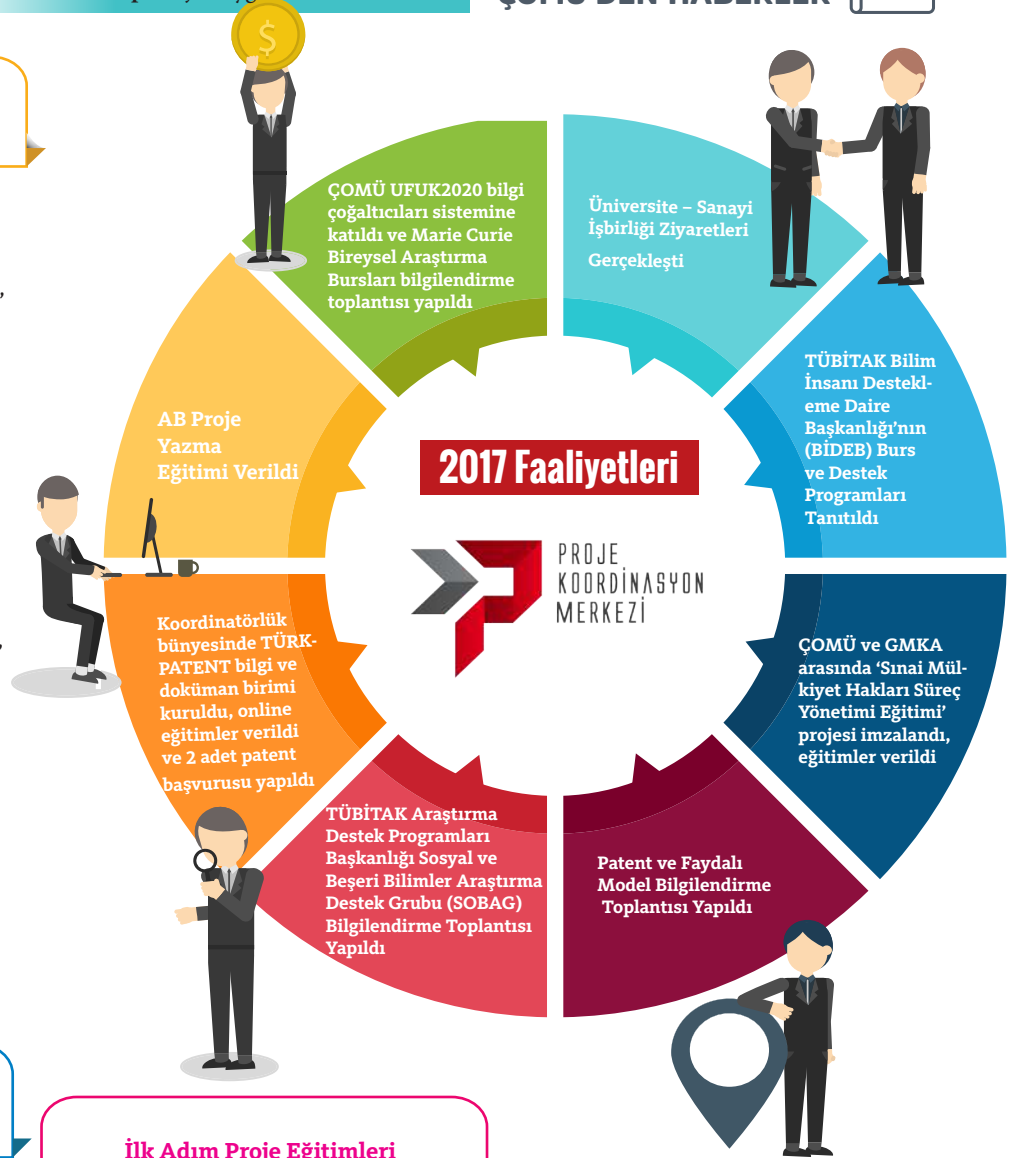 ÇOMÜ'DEN HABERLER
$
ÇOMÜ UFUK2020 bilgi
çoğaltıcıları sistemine
katıldı ve Marie Curie
Bireysel Araştırma
Bursları bilgilendirme
toplantısı yapıldı
Üniversite – Sanayi
İşbirliği Ziyaretleri
Gerçekleşti
TÜBİTAK Bilim
İnsanı Destekl-
eme Daire
Başkanlığı’nın
(BİDEB) Burs
ve Destek
Programları
Tanıtıldı
ÇOMÜ ve GMKA
arasında ‘Sınai Mül-
kiyet Hakları Süreç
Yönetimi Eğitimi’
projesi imzalandı,
eğitimler verildi
Patent ve Faydalı
Model Bilgilendirme
Toplantısı Yapıldı
TÜBİTAK Araştırma
Destek Programları
Başkanlığı Sosyal ve
Beşeri Bilimler Araştırma
Destek Grubu (SOBAG)
Bilgilendirme Toplantısı
Yapıldı
Koordinatörlük
bünyesinde TÜRK-
PATENT bilgi ve
doküman birimi
kuruldu, online
eğitimler verildi
ve 2 adet patent
başvurusu yapıldı
AB Proje
Yazma
Eğitimi Verildi
2017 Faaliyetleri
PROJE
KOORDİNASYON
MERKEZİ
İlk Adım Proje Eğitimleri